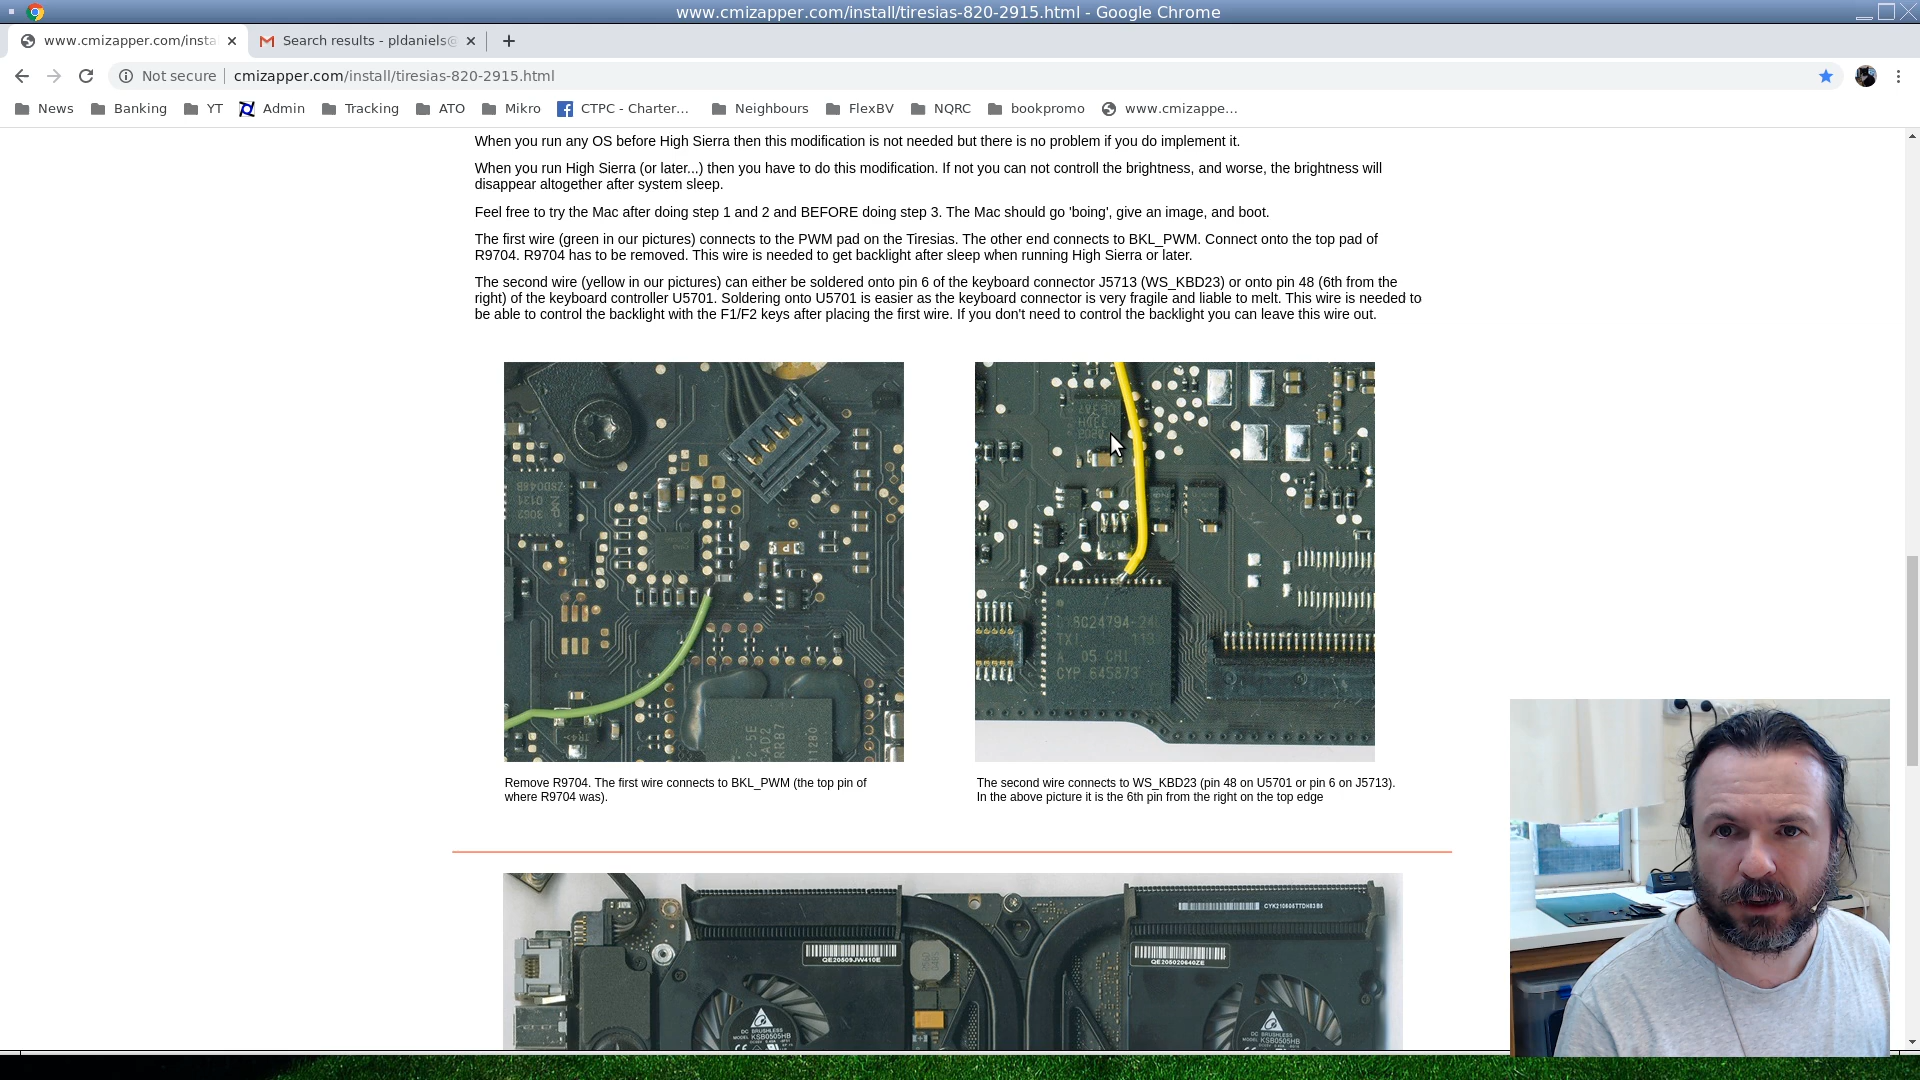 www.cmizapper.com/install/tiresias-820-2915.html - Google Chrome
www.cmizapper.com/insta
Search results - pldaniels@
Not secure
cmizapper.com/install/tiresias-820-2915.html
News
Banking
YT
Admin
Tracking
ATO
Mikro
CTPC - Charter...
Neighbours
FlexBV
NQRC
bookpromo
www.cmizappe...
When you run any OS before High Sierra then this modification is not needed but there is no problem if you do implement it.
When you run High Sierra (or later...) then you have to do this modification. If not you can not controll the brightness, and worse, the brightness will
disappear altogether after system sleep.
Feel free to try the Mac after doing step 1 and 2 and BEFORE doing step 3. The Mac should go 'boing', give an image, and boot.
The first wire (green in our pictures) connects to the PWM pad on the Tiresias. The other end connects to BKL_PWM. Connect onto the top pad of
R9704. R9704 has to be removed. This wire is needed to get backlight after sleep when running High Sierra or later.
The second wire (yellow in our pictures) can either be soldered onto pin 6 of the keyboard connector J5713 (WS_KBD23) or onto pin 48 (6th from the
right) of the keyboard controller U5701. Soldering onto U5701 is easier as the keyboard connector is very fragile and liable to melt. This wire is needed to
be able to control the backlight with the F1/F2 keys after placing the first wire. If you don't need to control the backlight you can leave this wire out.
8C24794-24L
TXI 113
A 05 CHI
CYP 645873
Remove R9704. The first wire connects to BKL_PWM (the top pin of
where R9704 was).
The second wire connects to WS_KBD23 (pin 48 on U5701 or pin 6 on J5713).
In the above picture it is the 6th pin from the right on the top edge
DC BRUSHLESS
KSB0505HB
DC BRUSHLESS
KSB0505HB